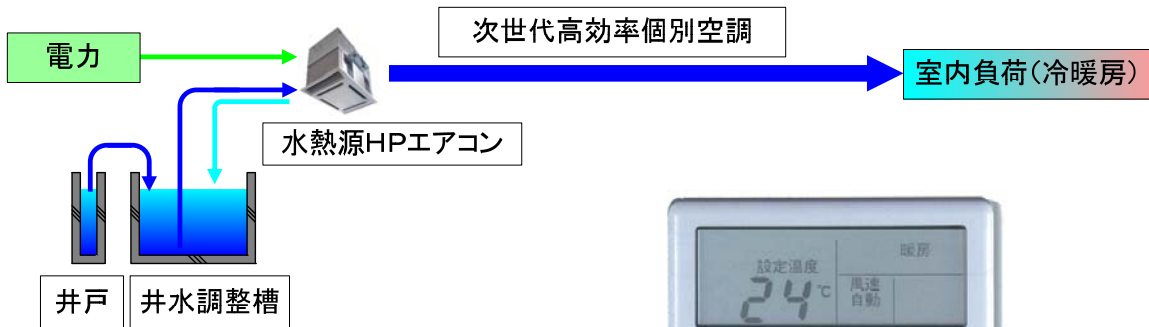 次世代高効率個別空調
電力
室内負荷(冷暖房)
水熱源HPエアコン
井戸
井水調整槽
暖房
設定温度
24℃
風速
自動